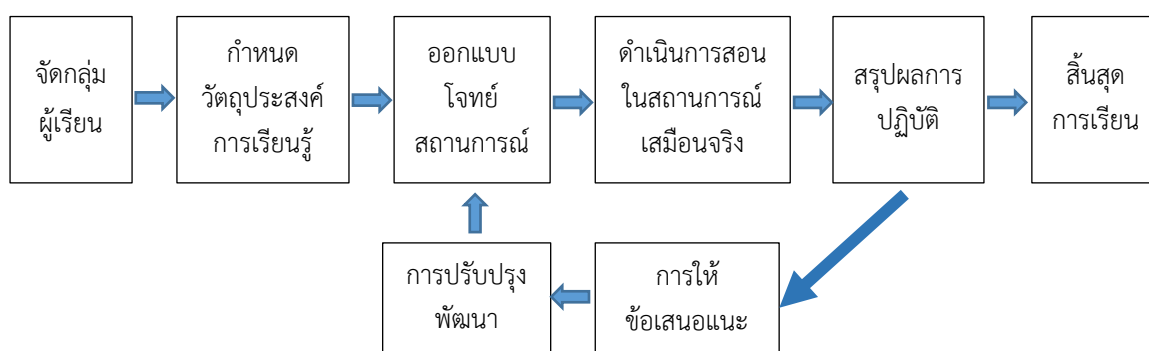 จัดกลุ่ม
ผู้เรียน
กำหนด
วัตถุประสงค์
การเรียนรู้
ออกแบบ
โจทย์
สถานการณ์
ดำเนินการสอน
ในสถานการณ์
เสมือนจริง
สรุปผลการ
ปฏิบัติ
สิ้นสุด
การเรียน
การปรับปรุง
พัฒนา
การให้
ข้อเสนอแนะ